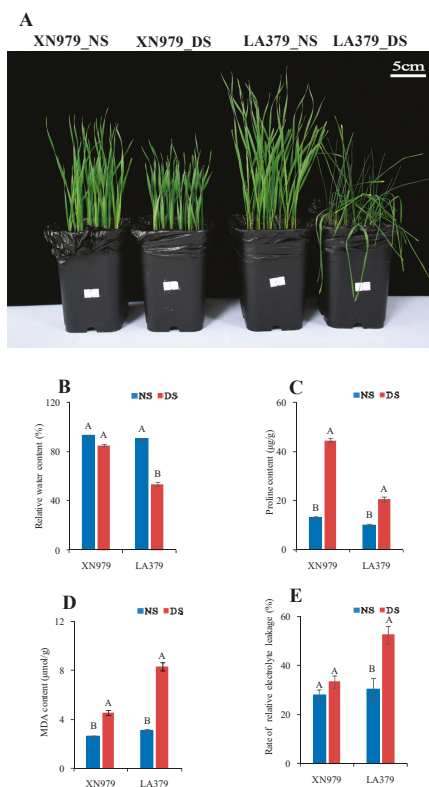 A
XN979_NS XN979_DS LA379_NS LA379_DS
5cm
B
NS DS
Relative water content (%)
120
80
40
0
A A A B
XN979 LA379
C
NS DS
Proline content (μg/g)
60
40
20
0
B A B A
XN979 LA379
D
NS DS
MDA content (μmol/g)
12
8
4
0
B A B A
XN979 LA379
E
NS DS
Rate of relative electrolyte leakage (%)
60
40
20
0
A A B A
XN979 LA379